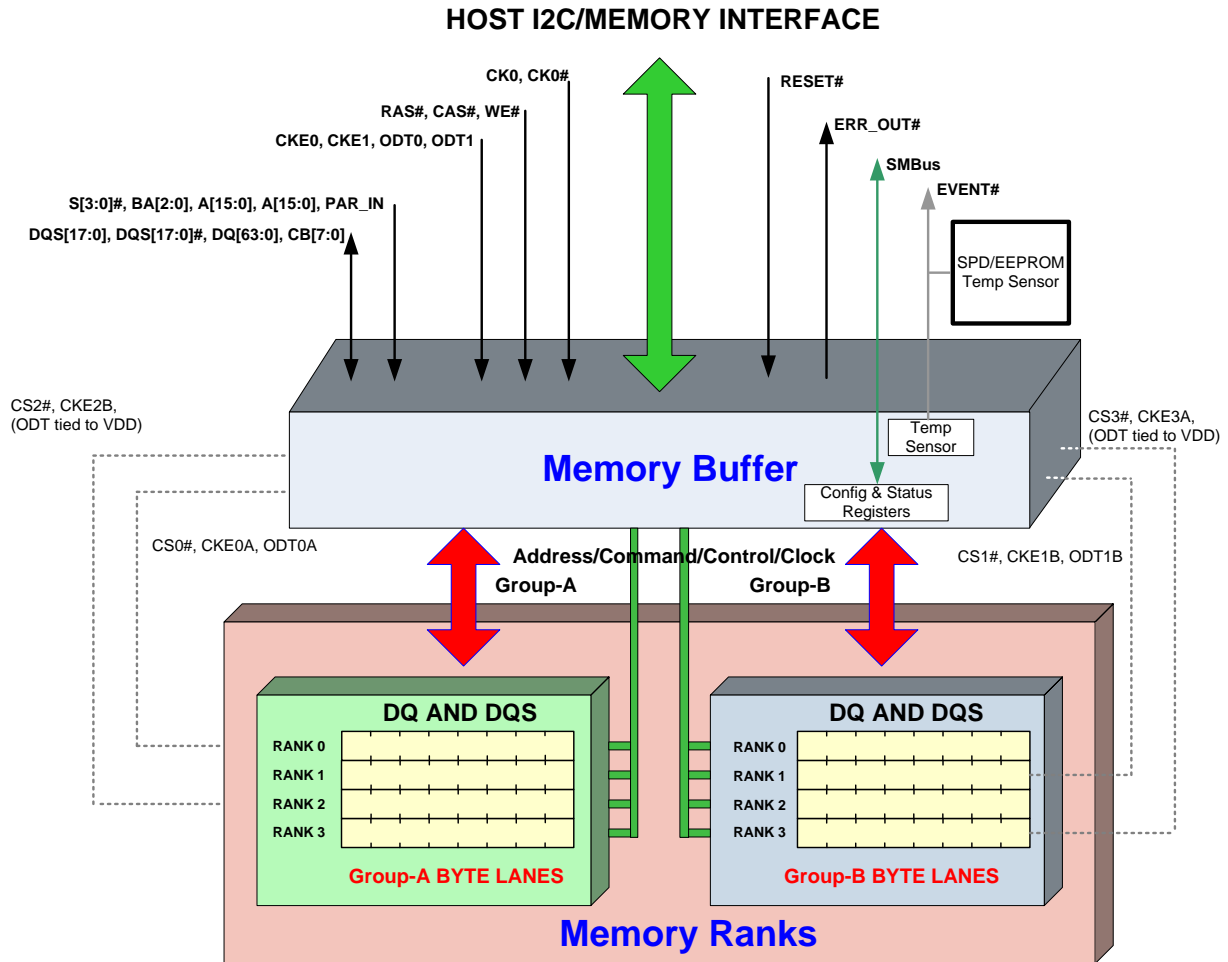 HOST I2C/MEMORY INTERFACE
CK0, CK0#
RESET#
RAS#, CAS#, WE#
ERR_OUT#
CKE0, CKE1, ODT0, ODT1
SMBus
EVENT#
S[3:0]#, BA[2:0], A[15:0], A[15:0], PAR_IN
DQS[17:0], DQS[17:0]#, DQ[63:0], CB[7:0]
SPD/EEPROM
Temp Sensor
CS2#, CKE2B,
(ODT tied to VDD)
CS3#, CKE3A,
(ODT tied to VDD)
Temp
Sensor
Memory Buffer
Config & Status
Registers
CS0#, CKE0A, ODT0A
Address/Command/Control/Clock
CS1#, CKE1B, ODT1B
Group-A
Group-B
DQ AND DQS
RANK 0
RANK 1
RANK 2
RANK 3
Group-A BYTE LANES
DQ AND DQS
RANK 0
RANK 1
RANK 2
RANK 3
Group-B BYTE LANES
Memory Ranks